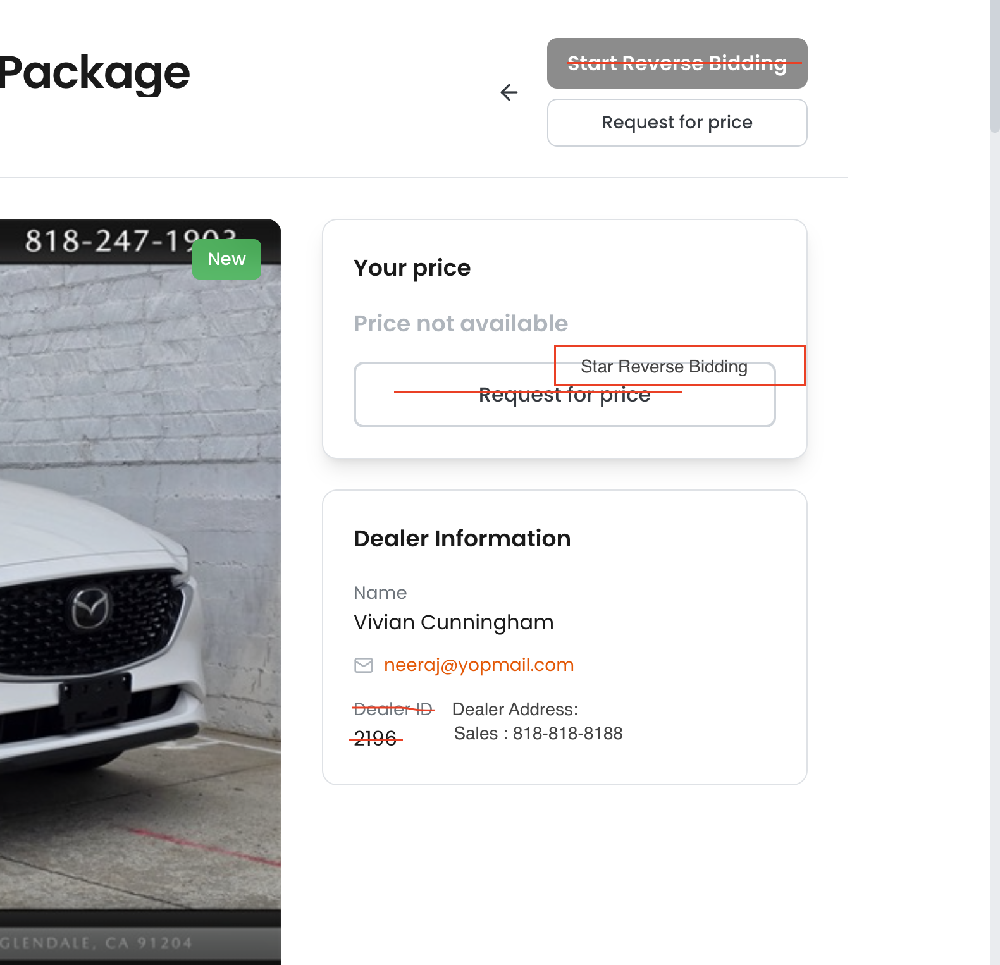 Package
Start Reverse Bidding
Request for price
818-247-1903
New
Your price
Price not available
Star Reverse Bidding
Request for price
Dealer Information
Name
Vivian Cunningham
neeraj@yopmail.com
Dealer ID
2196
Dealer Address:
Sales : 818-818-8188
GLENDALE, CA 91204